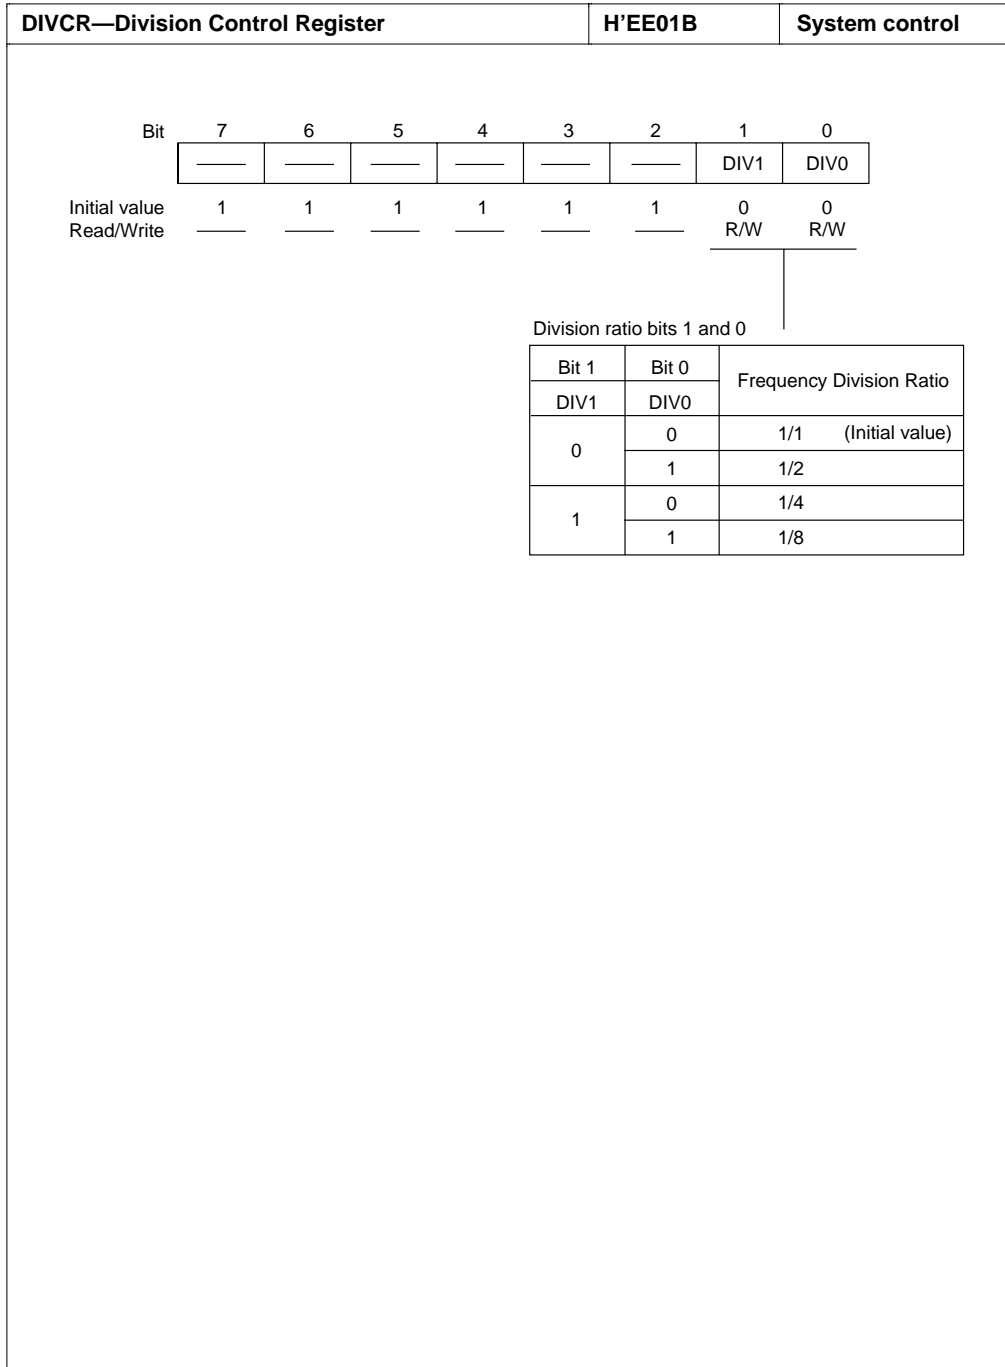 DIVCR—Division Control Register H'EE01B System control
Bit 7 6 5 4 3 2 1 0
— — — — — — DIV1 DIV0
Initial value 1 1 1 1 1 1 0 0
Read/Write — — — — — — R/W R/W
Division ratio bits 1 and 0
Bit 1 Bit 0 Frequency Division Ratio
DIV1 DIV0
0 0 1/1 (Initial value)
1 1/2
1 0 1/4
1 1/8